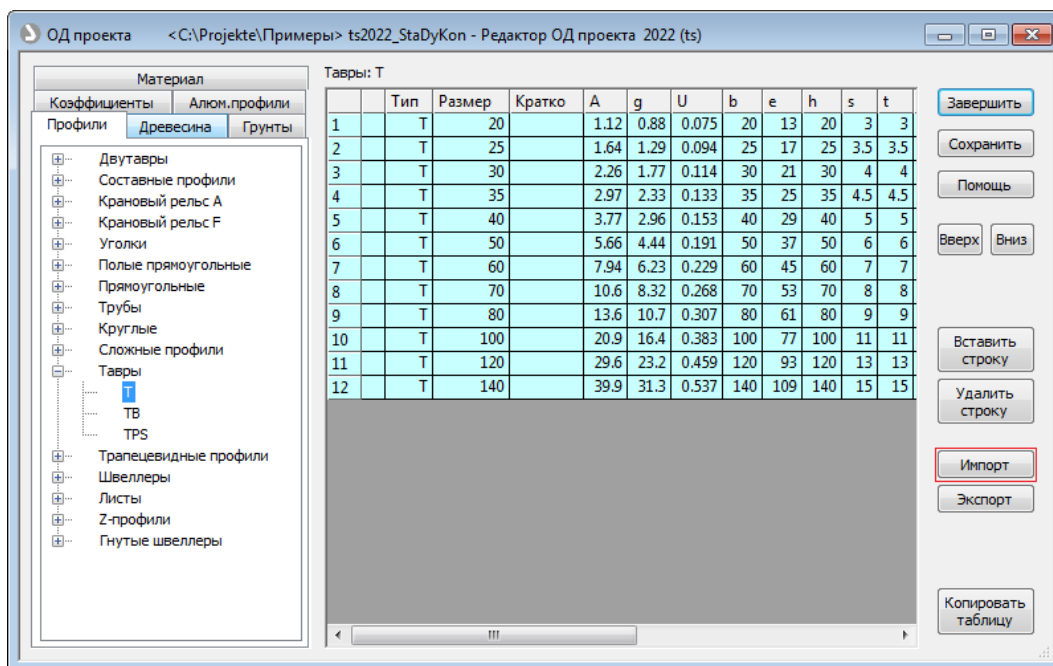 ОД проекта <C:\Projekte\Примеры> ts2022_StaDyKon - Редактор ОД проекта 2022 (ts)
Материал
Коэффициенты Алюм.профили
Профили Древесина Грунты
Двутавры
Составные профили
Крановый рельс A
Крановый рельс F
Уголки
Полые прямоугольные
Прямоугольные
Трубы
Круглые
Сложные профили
Тавры
T
TB
TPS
Трапецевидные профили
Швеллеры
Листы
Z-профили
Гнутые швеллеры
Тавры: T
Тип Размер Кратко A g U b e h s t
1 T 20 1.12 0.88 0.075 20 13 20 3 3
2 T 25 1.64 1.29 0.094 25 17 25 3.5 3.5
3 T 30 2.26 1.77 0.114 30 21 30 4 4
4 T 35 2.97 2.33 0.133 35 25 35 4.5 4.5
5 T 40 3.77 2.96 0.153 40 29 40 5 5
6 T 50 5.66 4.44 0.191 50 37 50 6 6
7 T 60 7.94 6.23 0.229 60 45 60 7 7
8 T 70 10.6 8.32 0.268 70 53 70 8 8
9 T 80 13.6 10.7 0.307 80 61 80 9 9
10 T 100 20.9 16.4 0.383 100 77 100 11 11
11 T 120 29.6 23.2 0.459 120 93 120 13 13
12 T 140 39.9 31.3 0.537 140 109 140 15 15
Завершить
Сохранить
Помощь
Вверх Вниз
Вставить
строку
Удалить
строку
Импорт
Экспорт
Копировать
таблицу